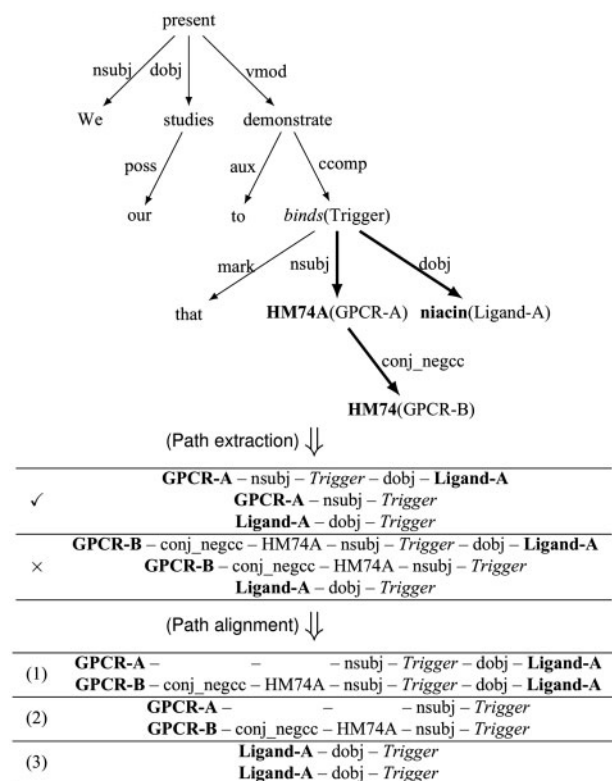 present
nsubj dobj vmod
We studies demonstrate
poss aux ccomp
our to binds(Trigger)
mark nsubj dobj
that HM74A(GPCR-A) niacin(Ligand-A)
conj_negcc
HM74(GPCR-B)
(Path extraction) ⇓
GPCR-A – nsubj – Trigger – dobj – Ligand-A
✓ GPCR-A – nsubj – Trigger
Ligand-A – dobj – Trigger
GPCR-B – conj_negcc – HM74A – nsubj – Trigger – dobj – Ligand-A
× GPCR-B – conj_negcc – HM74A – nsubj – Trigger
Ligand-A – dobj – Trigger
(Path alignment) ⇓
(1) GPCR-A – – – nsubj – Trigger – dobj – Ligand-A
GPCR-B – conj_negcc – HM74A – nsubj – Trigger – dobj – Ligand-A
(2) GPCR-A – – – nsubj – Trigger
GPCR-B – conj_negcc – HM74A – nsubj – Trigger
(3) Ligand-A – dobj – Trigger
Ligand-A – dobj – Trigger